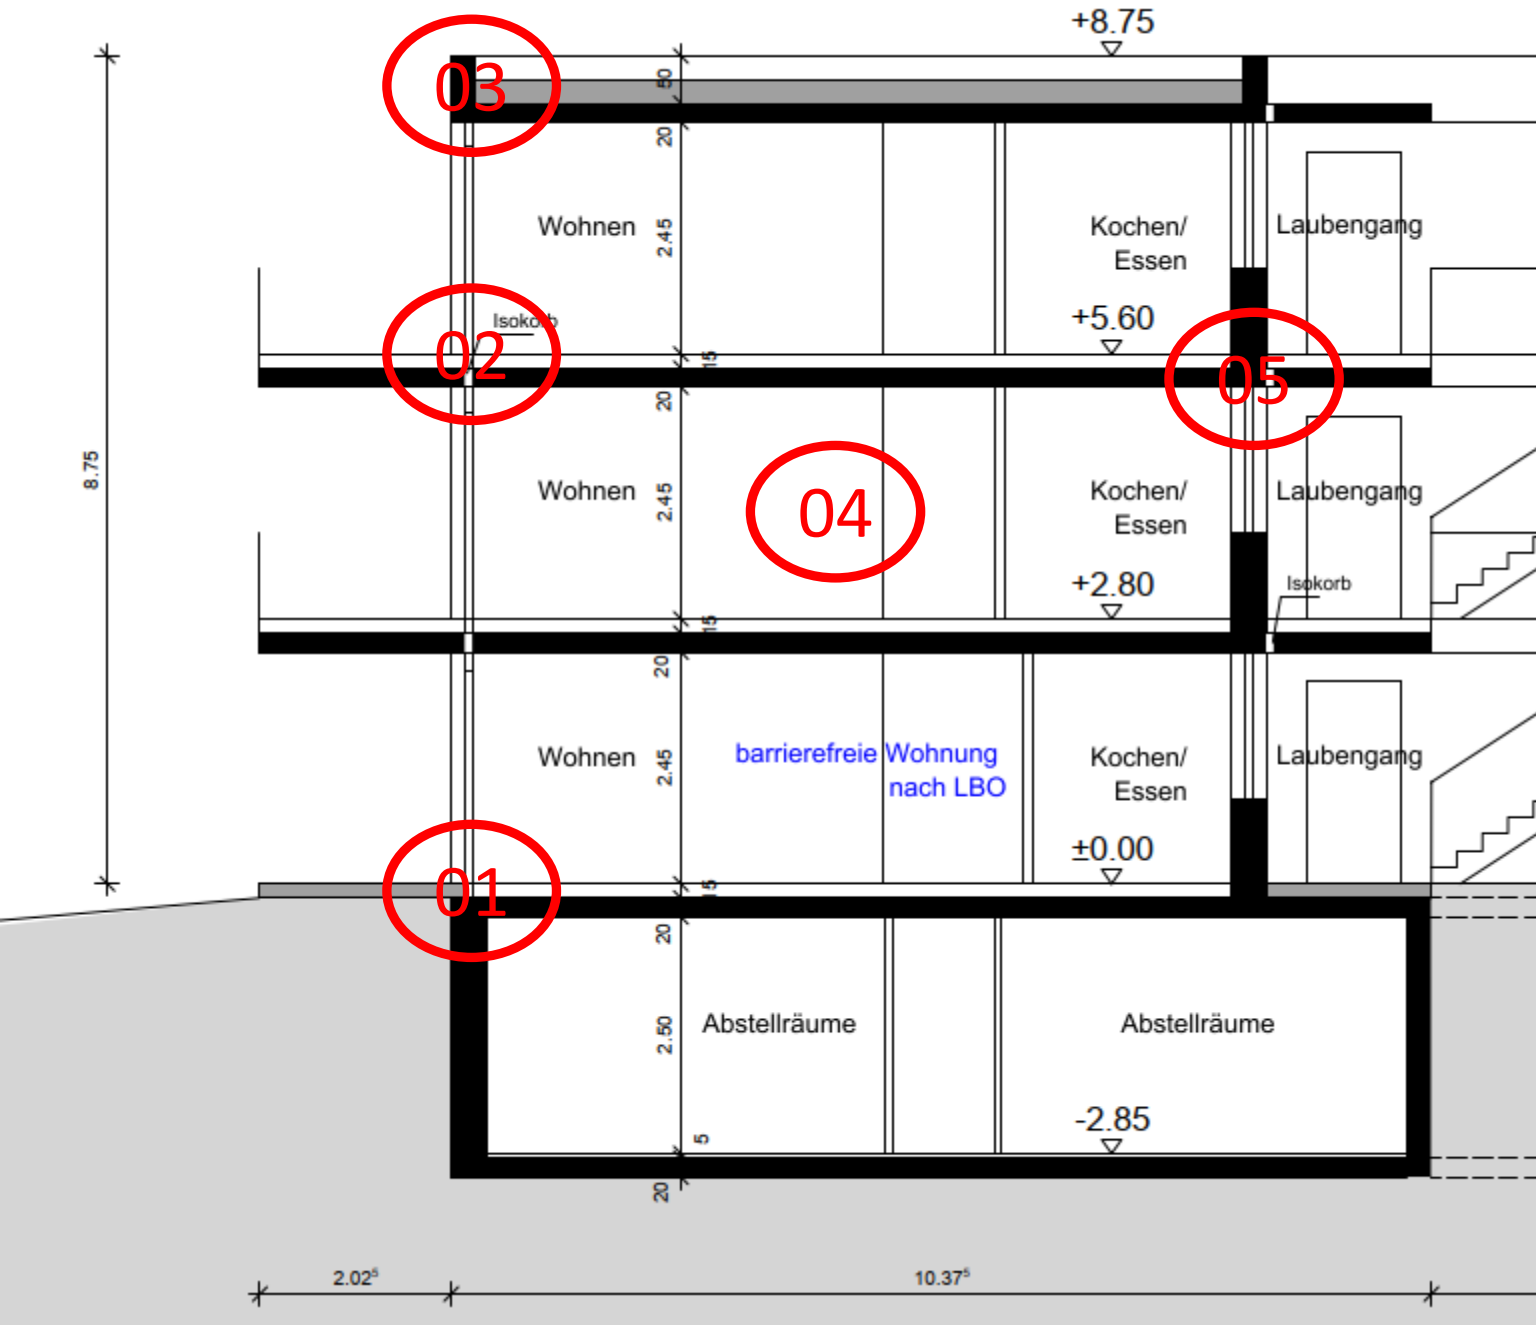 +8.75
03
50
20
Wohnen
2.45
Kochen/
Essen
Laubengang
Isokorb
+5.60
02
15
05
20
8.75
Wohnen
2.45
04
Kochen/
Essen
Laubengang
+2.80
Isokorb
15
20
Wohnen
2.45
barrierefreie Wohnung
nach LBO
Kochen/
Essen
Laubengang
±0.00
01
15
20
2.50
Abstellräume
Abstellräume
-2.85
5
20
2.02⁵
10.37⁵